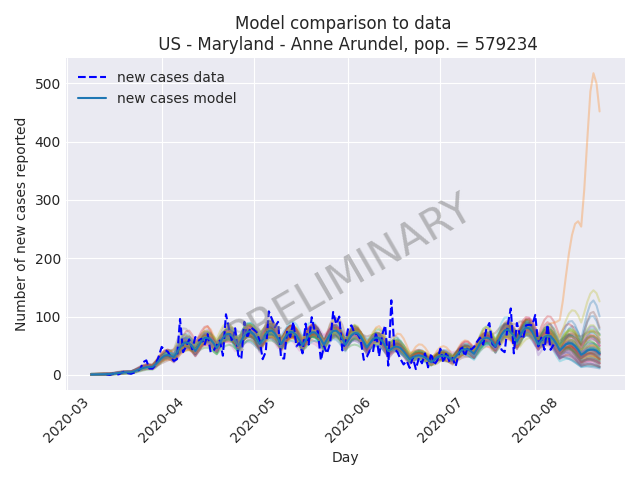 Model comparison to data
US - Maryland - Anne Arundel, pop. = 579234
new cases data
new cases model
Number of new cases reported
500
400
300
200
100
0
PRELIMINARY
2020-03
2020-04
2020-05
2020-06
2020-07
2020-08
Day